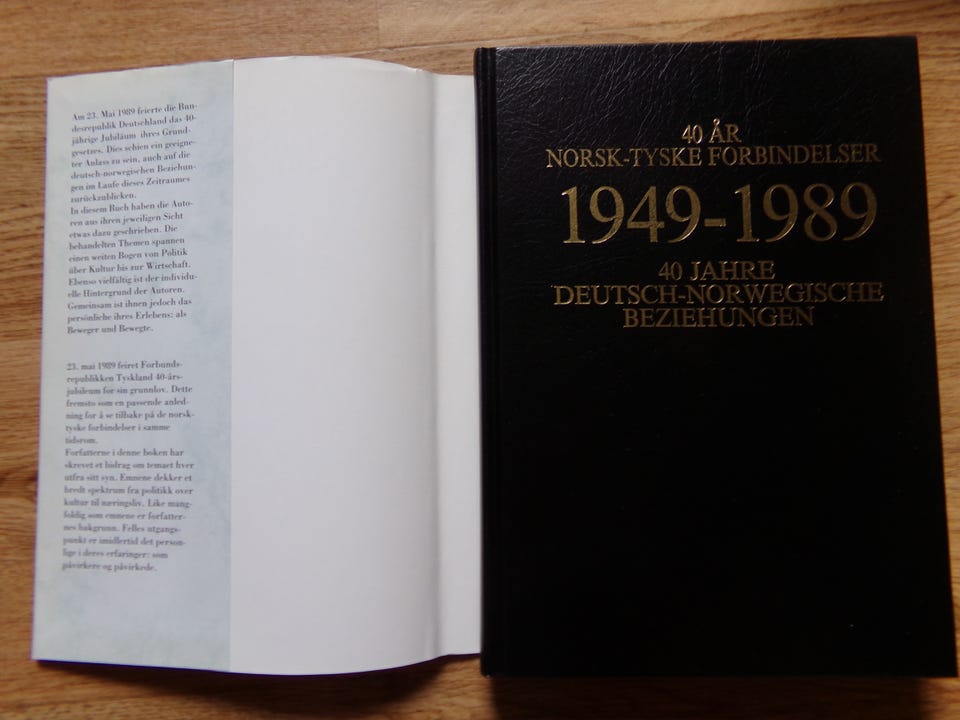 Am 23. Mai 1989 feierte die Bun-
desrepublik Deutschland das 40-
jährige Jubiläum ihres Grund-
gesetzes. Dies schien ein geeigne-
ter Anlass zu sein, auch auf die
deutsch-norwegischen Beziehun-
gen im Laufe dieses Zeitraumes
zurückzublicken.
In diesem Buch haben die Auto-
ren aus ihren jeweiligen Sicht
etwas dazu geschrieben. Die
behandelten Themen spannen
einen weiten Bogen von Politik
über Kultur bis zur Wirtschaft.
Ebenso vielfältig ist der individu-
elle Hintergrund der Autoren.
Gemeinsam ist ihnen jedoch das
persönliche ihres Erlebens: als
Beweger und Bewegte.
23. mai 1989 feiret Forbunds-
republikken Tyskland 40-års-
jubileum for sin grunnlov. Dette
fremsto som en passende anled-
ning for å se tilbake på de norsk-
tyske forbindelser i samme
tidsrom.
Forfatterne i denne boken har
skrevet et bidrag om temaet hver
utfra sitt syn. Emnene dekker et
bredt spektrum fra politikk over
kultur til næringsliv. Like mang-
foldig som emnene er forfatter-
nes bakgrunn. Felles utgangs-
punkt er imidlertid det person-
lige i deres erfaringer: som
påvirkere og påvirkede.
40 ÅR
NORSK-TYSKE FORBINDELSER
1949-1989
40 JAHRE
DEUTSCH-NORWEGISCHE
BEZIEHUNGEN